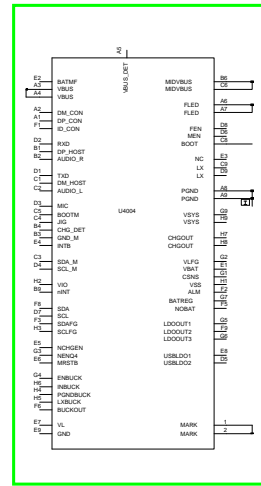 A5
VBUS_DET
E2 BATMF MIDVBUS B6
A3 VBUS MIDVBUS C6
A4 VBUS
FLED A6
A2 DM_CON FLED A7
A1 DP_CON
F1 ID_CON FEN D8
MEN D6
D2 RXD BOOT C8
B1 DP_HOST
B2 AUDIO_R NC E3
LX C9
D1 TXD LX D9
C1 DM_HOST
C2 AUDIO_L PGND A8
PGND A9
D3 MIC
C5 BOOTM U4004 VSYS G9
C4 JIG VSYS H9
B4 CHG_DET
B3 GND_M CHGOUT H7
E4 INTB CHGOUT H8
C3 SDA_M VLFG G2
D4 SCL_M VBAT E1
CSNS G1
H2 VIO VSS H1
B9 nINT ALM F2
BATREG G7
F8 SDA NOBAT F5
D7 SCL
F3 SDAFG LDOOUT1 G5
H3 SCLFG LDOOUT2 F9
LDOOUT3 G6
E5 NCHGEN
G3 NENQ4 USBLDO1 E8
E6 MRSTB USBLDO2 D5
G4 ENBUCK
H6 INBUCK
H4 PGNDBUCK
H5 LXBUCK
F6 BUCKOUT
E7 VL MARK 1
E9 GND MARK 2